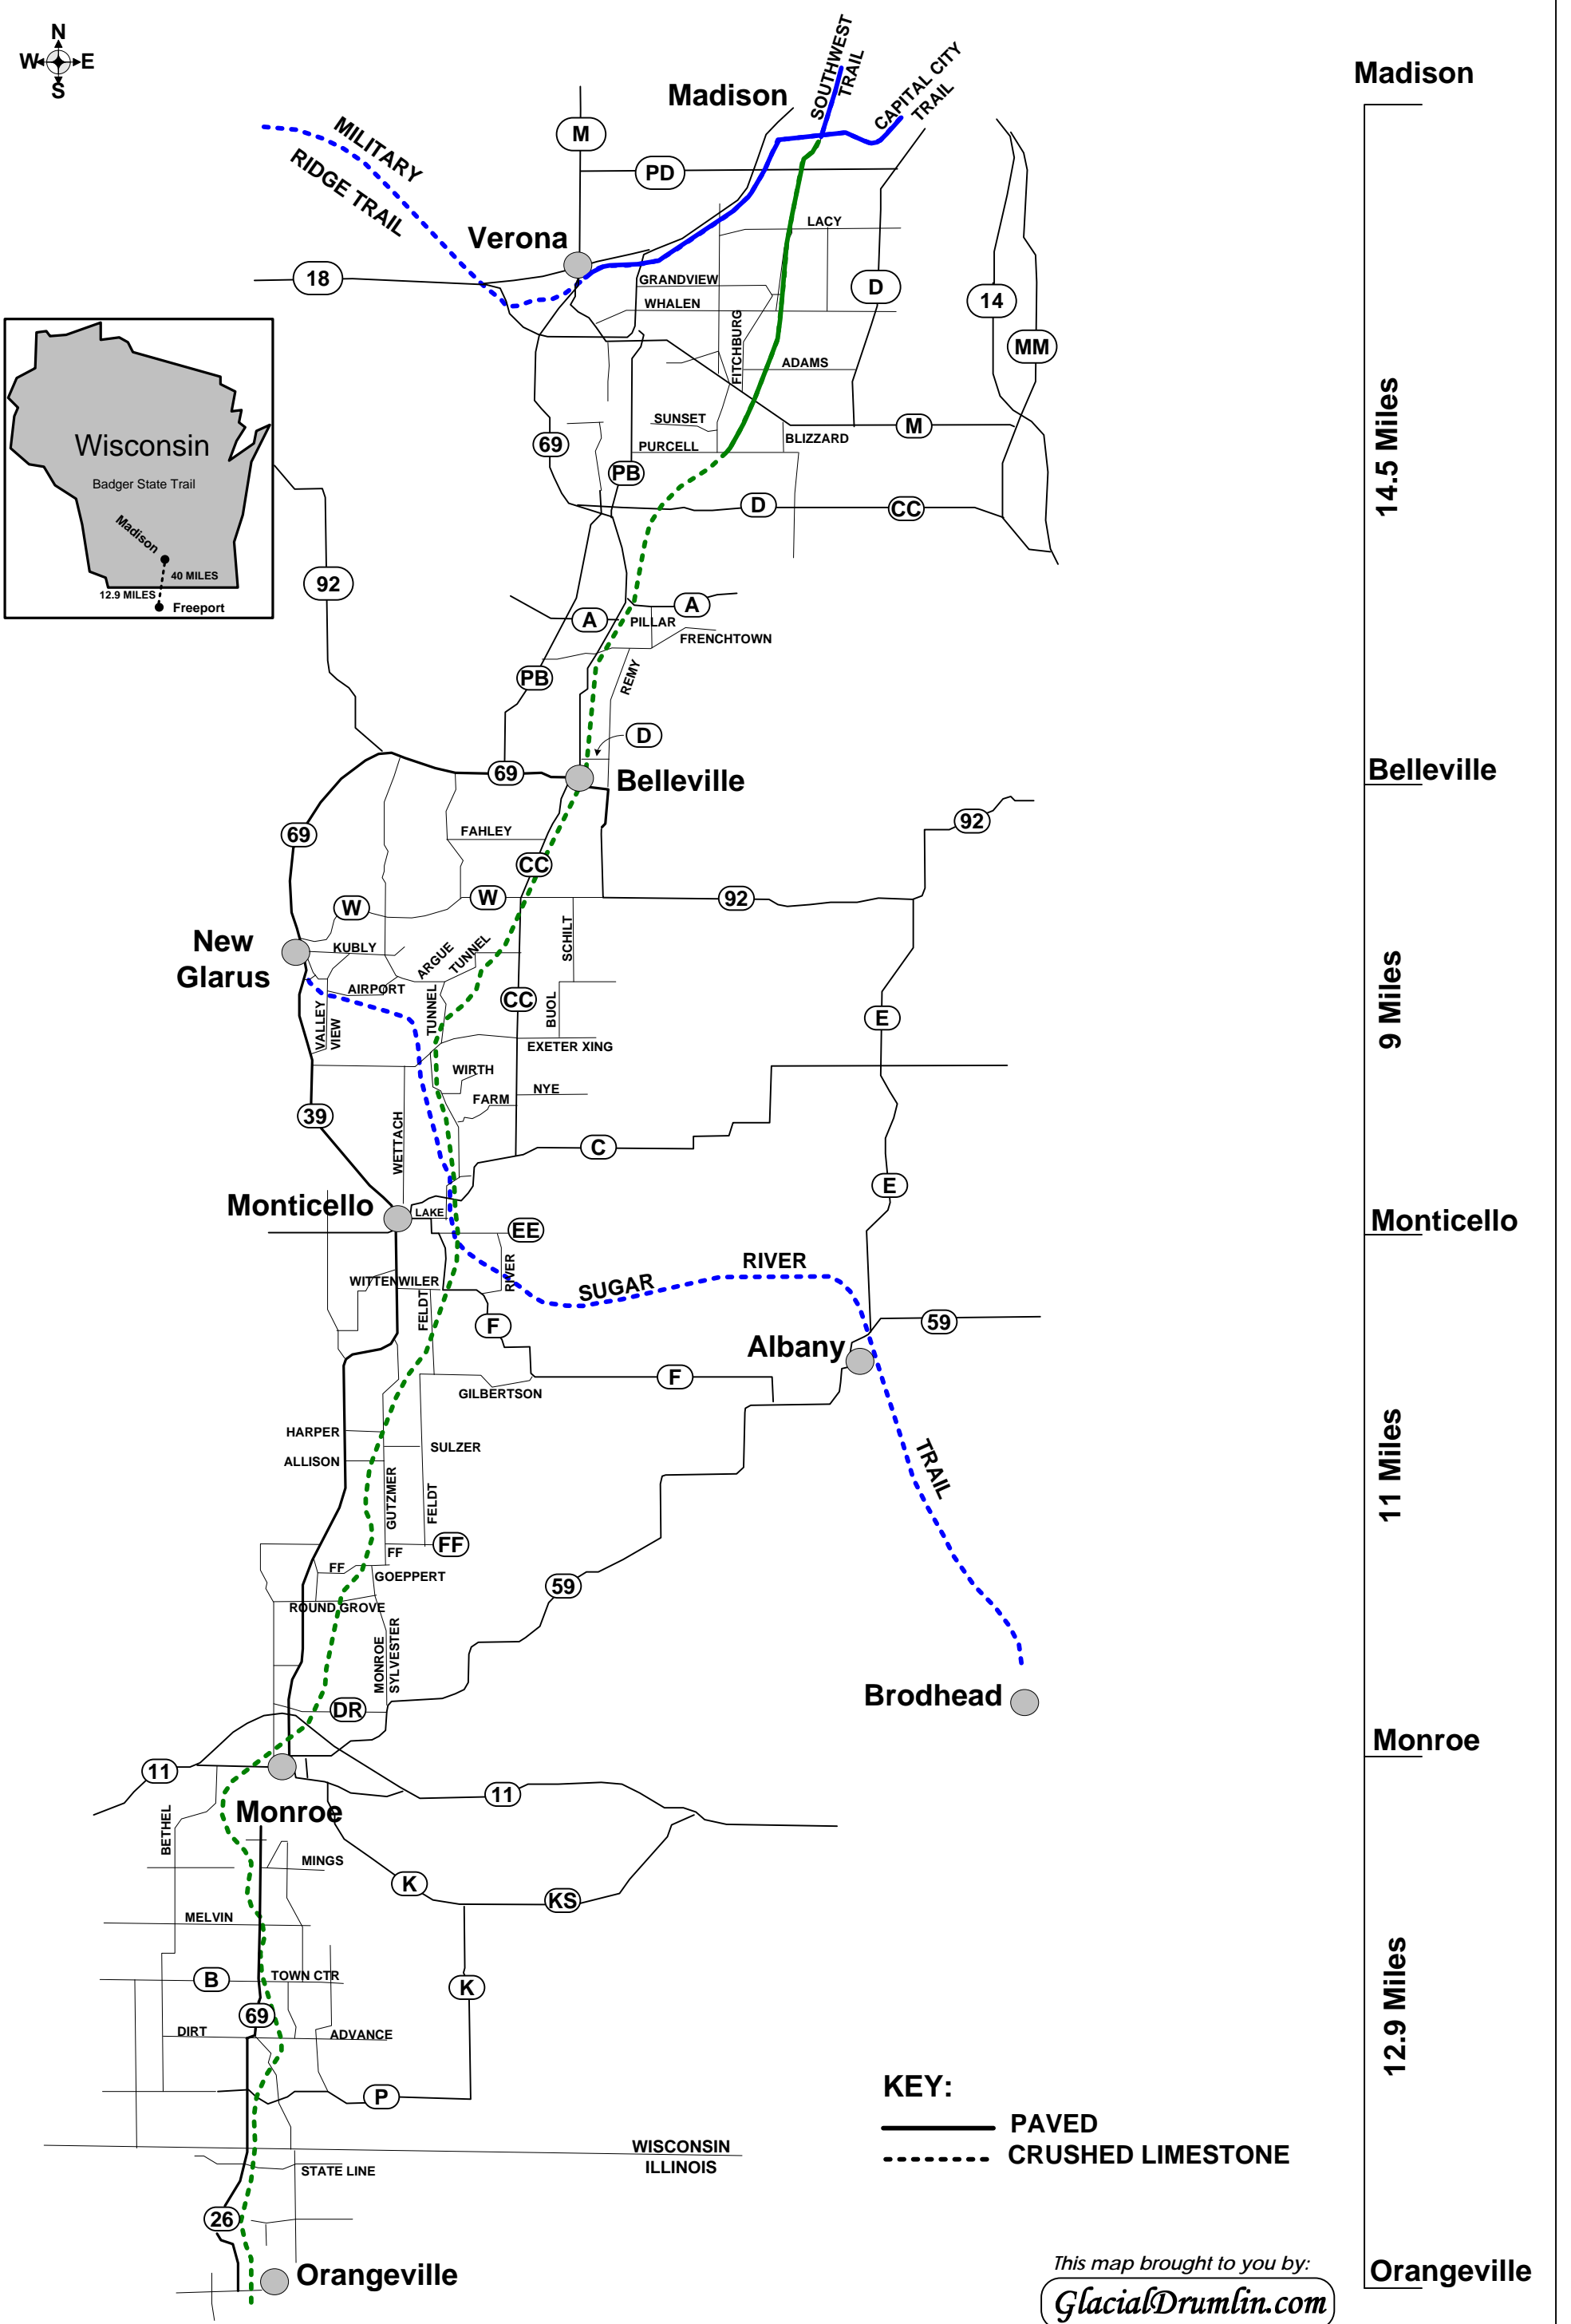 N
W E
S
Madison
SOUTHWEST
TRAIL
CAPITAL CITY
TRAIL
Madison
MILITARY
RIDGE TRAIL
M
PD
Verona
LACY
18
GRANDVIEW
D
WHALEN
14
FITCHBURG
MM
ADAMS
14.5 Miles
SUNSET
M
69
PURCELL
BLIZZARD
PB
D
CC
Wisconsin
Badger State Trail
Madison
40 MILES
12.9 MILES
Freeport
92
A
A
PILLAR
FRENCHTOWN
PB
REMY
D
69
Belleville
Belleville
69
FAHLEY
92
CC
W
W
92
New
Glarus
KUBLY
ARGUE
TUNNEL
SCHILT
9 Miles
AIRPORT
VALLEY
VIEW
TUNNEL
CC
BUOL
E
EXETER XING
WIRTH
NYE
FARM
39
WETTACH
C
E
Monticello
LAKE
Monticello
EE
RIVER
WITTENWILER
SUGAR
RIVER
FELDT
F
59
Albany
F
GILBERTSON
HARPER
SULZER
ALLISON
TRAIL
11 Miles
GUTZMER
FELDT
FF
FF
FF
GOEPPERT
59
ROUND GROVE
MONROE
SYLVESTER
Brodhead
DR
Monroe
11
11
Monroe
BETHEL
MINGS
K
KS
MELVIN
B
TOWN CTR
K
69
DIRT
ADVANCE
12.9 Miles
P
KEY:
PAVED
CRUSHED LIMESTONE
WISCONSIN
ILLINOIS
STATE LINE
26
Orangeville
Orangeville
This map brought to you by:
GlacialDrumlin.com